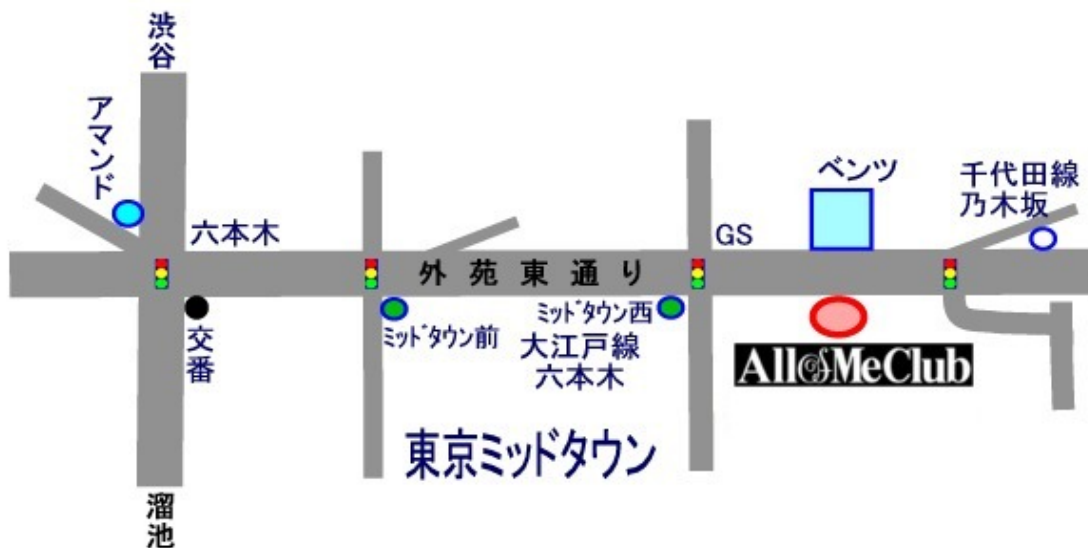 渋谷
アマンド
六本木
交番
溜池
外苑東通り
ミッドタウン前
ミッドタウン西
大江戸線
六本木
GS
ベンツ
千代田線
乃木坂
All of Me Club
東京ミッドタウン